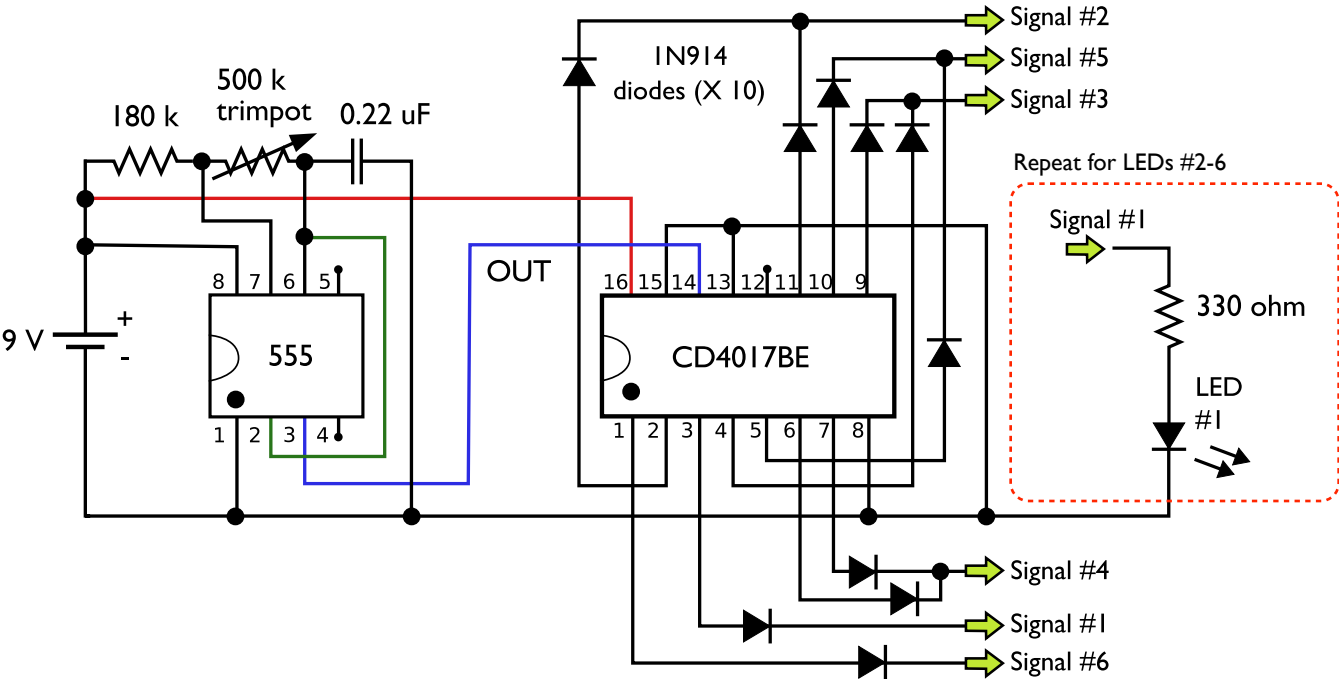 Signal #2
1N914
diodes (X 10)
Signal #5
Signal #3
500 k
trimpot
180 k
0.22 uF
Repeat for LEDs #2-6
Signal #1
330 ohm
LED
#1
OUT
8 7 6 5
16 15 14 13 12 11 10 9
9 V
+
-
555
CD4017BE
1 2 3 4
1 2 3 4 5 6 7 8
Signal #4
Signal #1
Signal #6